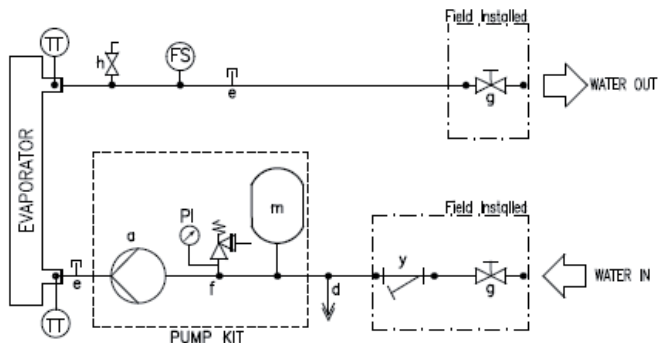 Field Installed
TT
h
FS
e
g
WATER OUT
EVAPORATOR
PI
a
m
Field Installed
y
e
f
d
g
WATER IN
TT
PUMP KIT